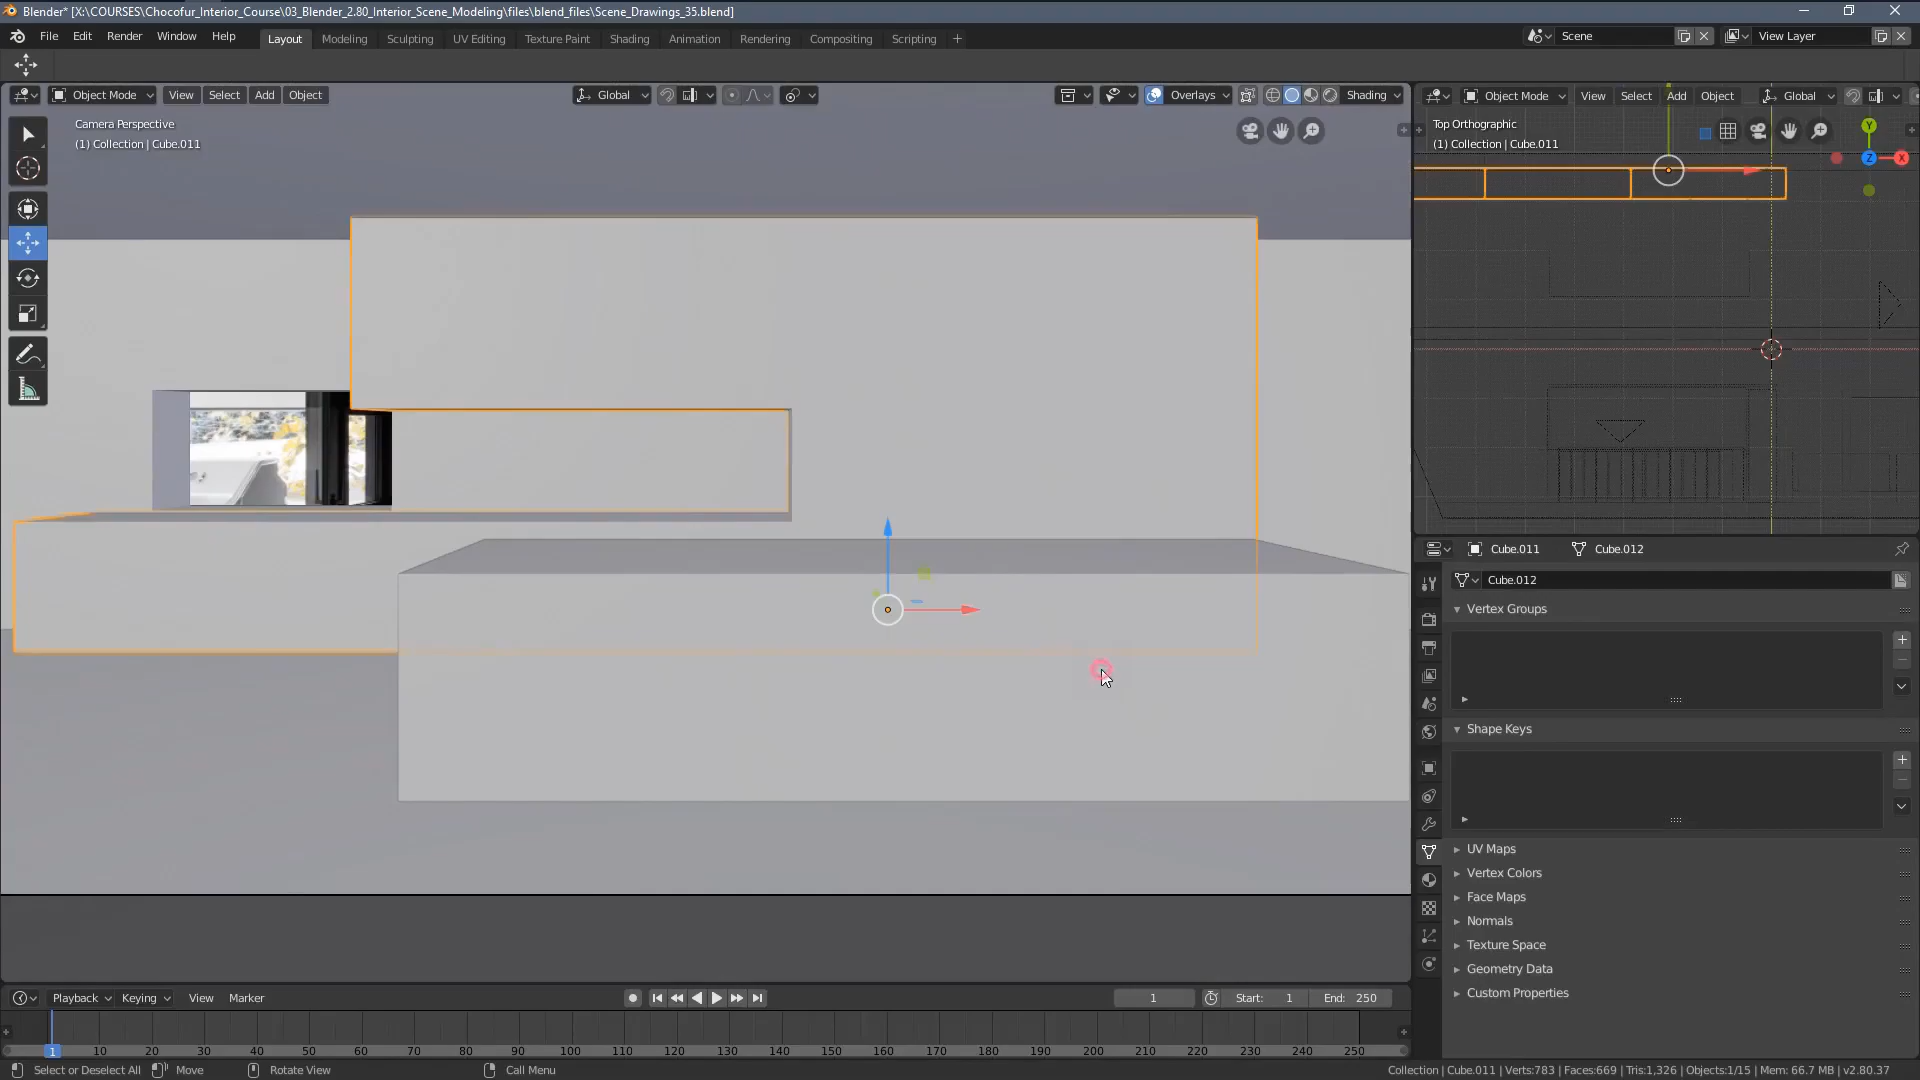 Blender* [X:\COURSES\Chocofur_Interior_Course\03_Blender_2.80_Interior_Scene_Modeling\files\blend_files\Scene_Drawings_35.blend]
File Edit Render Window Help Layout Modeling Sculpting UV Editing Texture Paint Shading Animation Rendering Compositing Scripting + Scene View Layer
Object Mode View Select Add Object Global Overlays Shading Object Mode View Select Add Object Global
Camera Perspective
(1) Collection | Cube.011
Top Orthographic
(1) Collection | Cube.011
Y
Z
X
Cube.011 Cube.012
Cube.012
Vertex Groups
Shape Keys
UV Maps
Vertex Colors
Face Maps
Normals
Texture Space
Geometry Data
Custom Properties
Playback Keying View Marker 1 Start: 1 End: 250
1 10 20 30 40 50 60 70 80 90 100 110 120 130 140 150 160 170 180 190 200 210 220 230 240 250
Select or Deselect All Move Rotate View Call Menu Collection | Cube.011 | Verts:783 | Faces:669 | Tris:1,326 | Objects:1/15 | Mem: 66.7 MB | v2.80.37